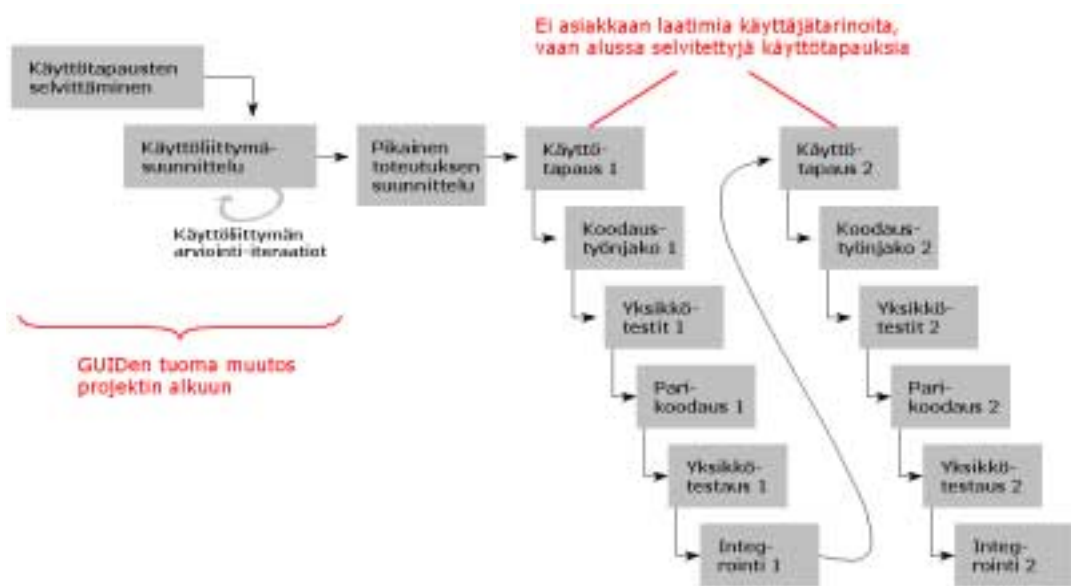 Ei asiakkaan laatimia käyttäjätarinoita,
vaan alussa selvitettyjä käyttötapauksia
Käyttötapausten
selvittäminen
Käyttöliittymä-
suunnittelu
Pikainen
toteutuksen
suunnittelu
Käyttö-
tapaus 1
Käyttö-
tapaus 2
Käyttöliittymän
arviointi-iteraatiot
Koodaus-
työnjako 1
Koodaus-
työnjako 2
Yksikkö-
testit 1
Yksikkö-
testit 2
GUIDen tuoma muutos
projektin alkuun
Pari-
koodaus 1
Pari-
koodaus 2
Yksikkö-
testaus 1
Yksikkö-
testaus 2
Integ-
rointi 1
Integ-
rointi 2